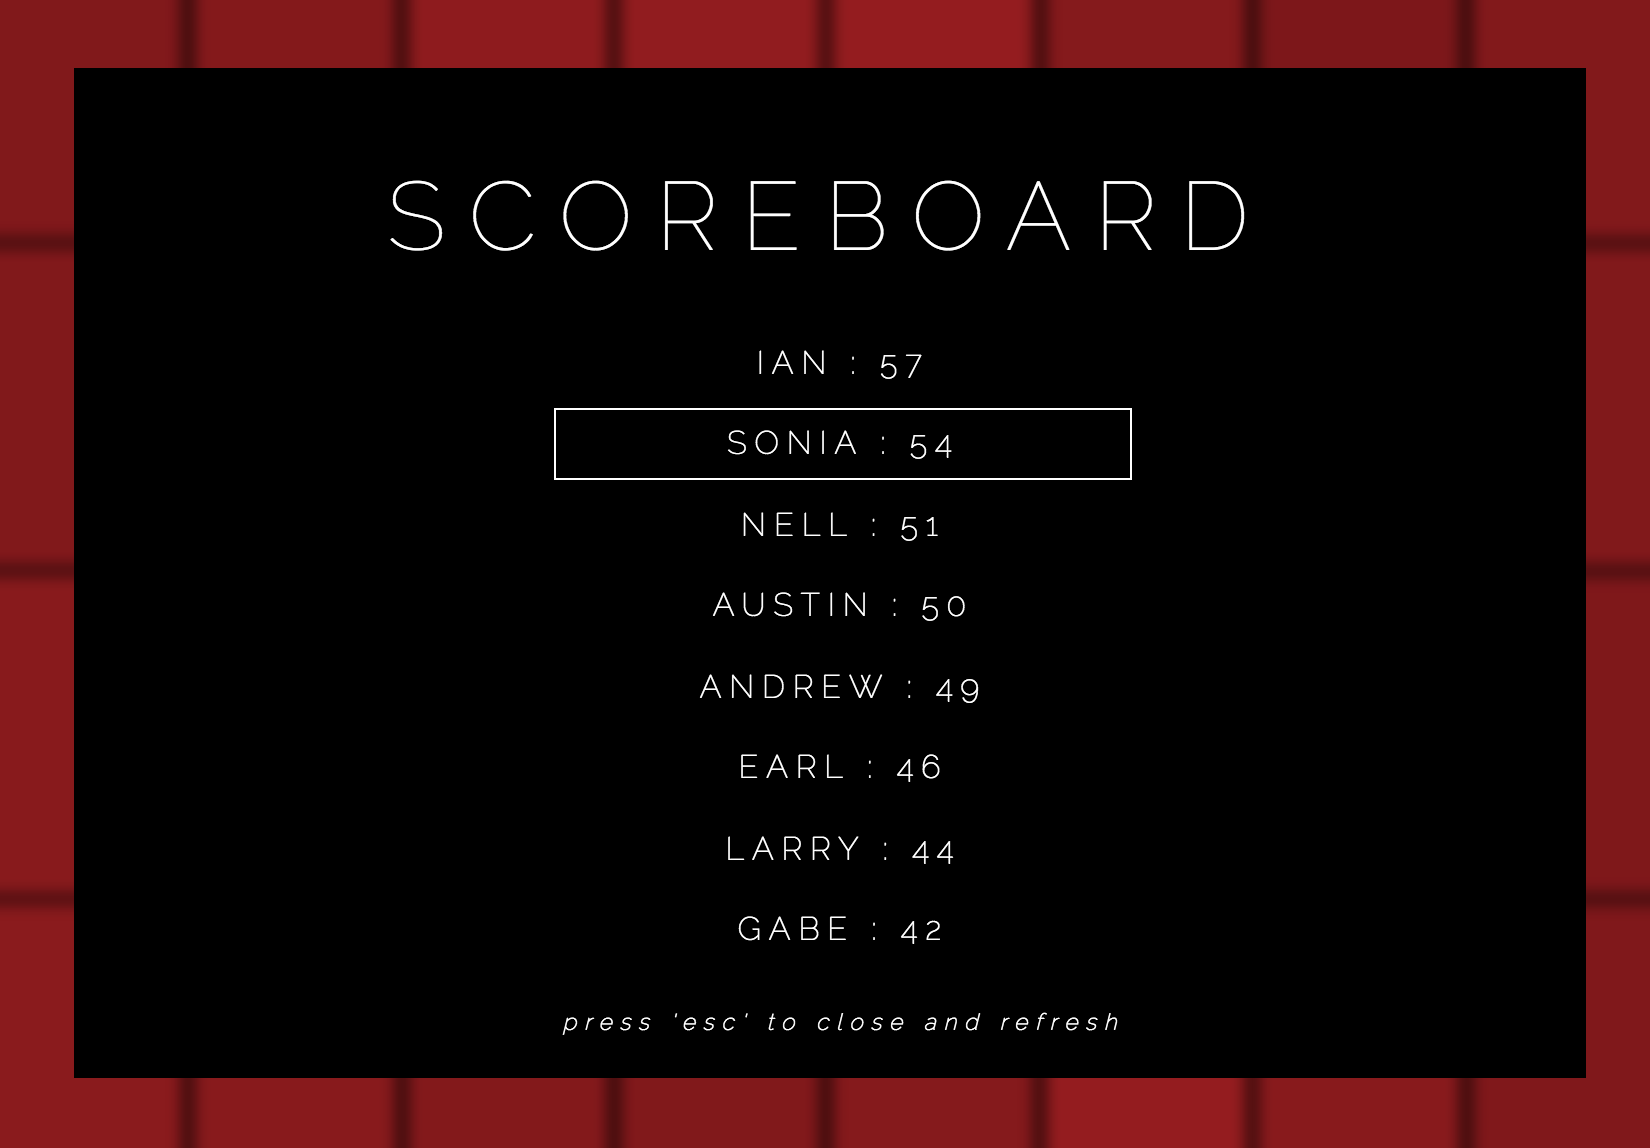 SCOREBOARD
IAN : 57
SONIA : 54
NELL : 51
AUSTIN : 50
ANDREW : 49
EARL : 46
LARRY : 44
GABE : 42
press 'esc' to close and refresh